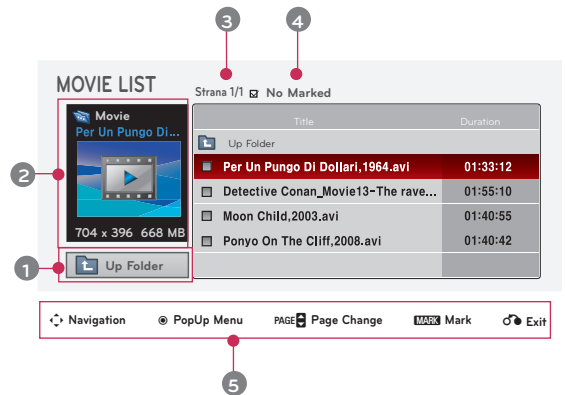 3
4
MOVIE LIST
Strana 1/1 No Marked
Movie
Per Un Pungo Di...
704 x 396 668 MB
Title Duration
Up Folder
Per Un Pungo Di Dollari,1964.avi 01:33:12
Detective Conan_Movie13-The rave... 01:55:10
Moon Child,2003.avi 01:40:55
Ponyo On The Cliff,2008.avi 01:40:42
2
1
Up Folder
Navigation PopUp Menu PAGE Page Change MARK Mark Exit
5